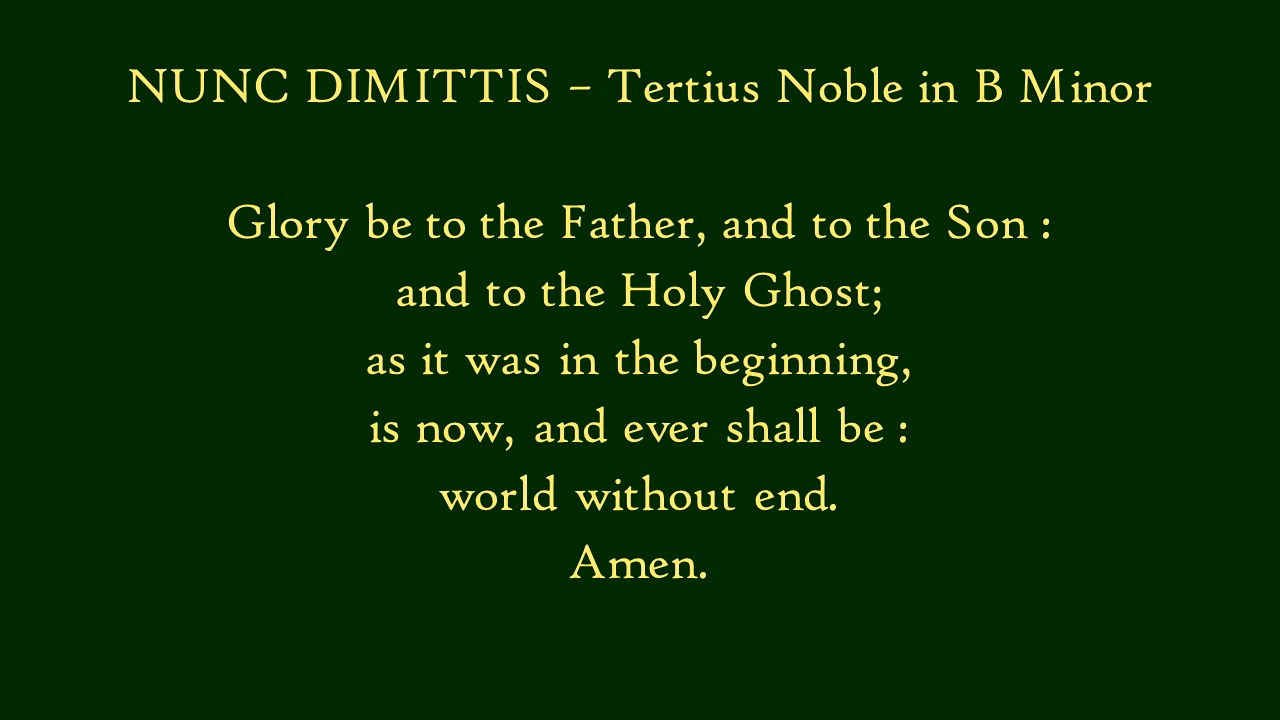 NUNC DIMITTIS – Tertius Noble in B Minor
Glory be to the Father, and to the Son :
and to the Holy Ghost;
as it was in the beginning,
is now, and ever shall be :
world without end.
Amen.